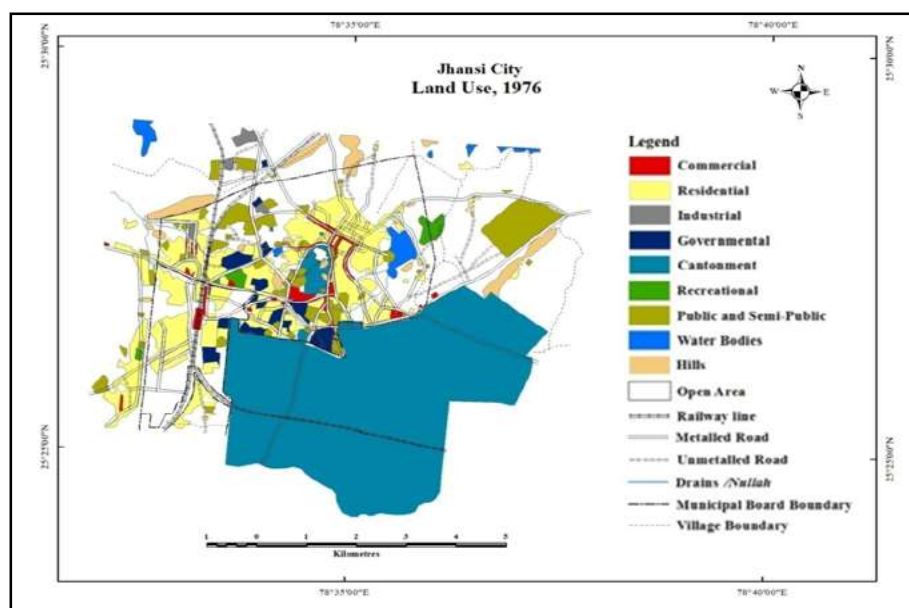 78°35'00"E
78°40'00"E
25°30'00"N
25°30'00"N
Jhansi City
Land Use, 1976
N
W
E
S
Legend
Commercial
Residential
Industrial
Governmental
Cantonment
Recreational
Public and Semi-Public
Water Bodies
Hills
Open Area
Railway line
Metalled Road
Unmetalled Road
Drains /Nullah
Municipal Board Boundary
Village Boundary
25°25'00"N
25°25'00"N
1 0 1 2 3 4 5
Kilometres
78°35'00"E
78°40'00"E